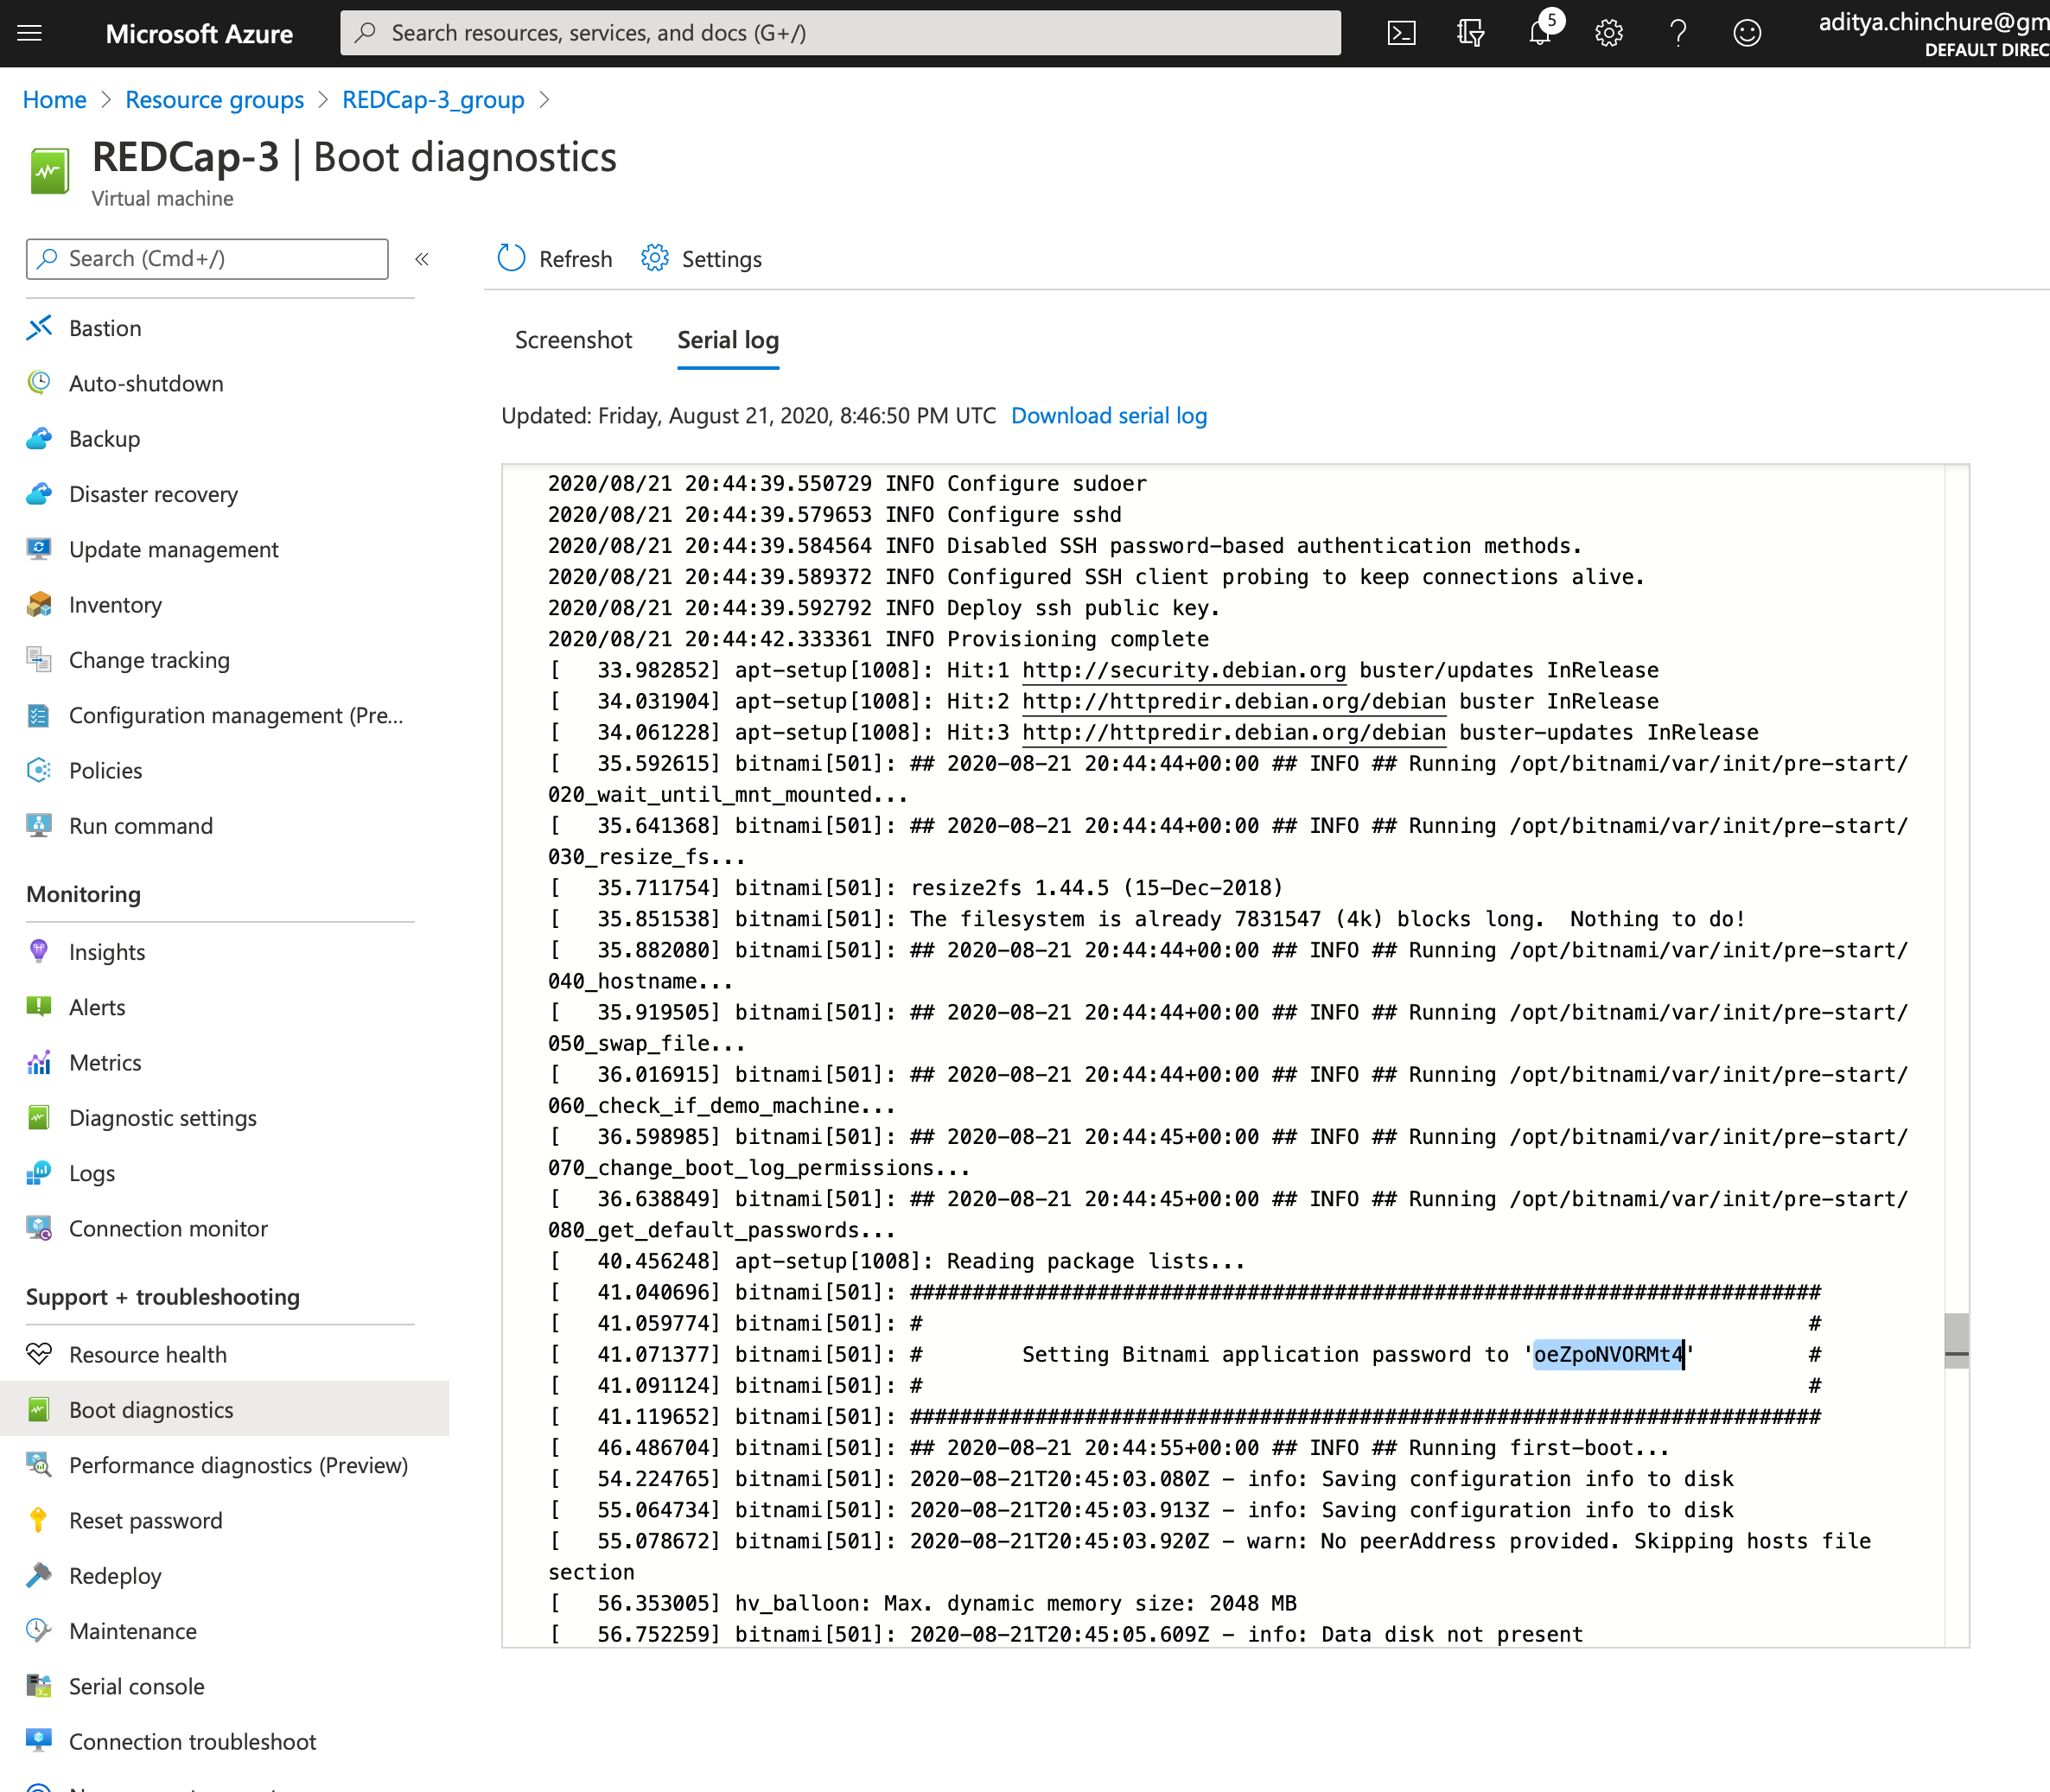 Microsoft Azure
Search resources, services, and docs (G+/)
5
aditya.chinchure@gm
DEFAULT DIREC
Home > Resource groups > REDCap-3_group >
REDCap-3 | Boot diagnostics
Virtual machine
Search (Cmd+/)
«
Bastion
Auto-shutdown
Backup
Disaster recovery
Update management
Inventory
Change tracking
Configuration management (Pre...
Policies
Run command
Monitoring
Insights
Alerts
Metrics
Diagnostic settings
Logs
Connection monitor
Support + troubleshooting
Resource health
Boot diagnostics
Performance diagnostics (Preview)
Reset password
Redeploy
Maintenance
Serial console
Connection troubleshoot
Refresh
Settings
Screenshot
Serial log
Updated: Friday, August 21, 2020, 8:46:50 PM UTC Download serial log
2020/08/21 20:44:39.550729 INFO Configure sudoer
2020/08/21 20:44:39.579653 INFO Configure sshd
2020/08/21 20:44:39.584564 INFO Disabled SSH password-based authentication methods.
2020/08/21 20:44:39.589372 INFO Configured SSH client probing to keep connections alive.
2020/08/21 20:44:39.592792 INFO Deploy ssh public key.
2020/08/21 20:44:42.333361 INFO Provisioning complete
[   33.982852] apt-setup[1008]: Hit:1 http://security.debian.org buster/updates InRelease
[   34.031904] apt-setup[1008]: Hit:2 http://httpredir.debian.org/debian buster InRelease
[   34.061228] apt-setup[1008]: Hit:3 http://httpredir.debian.org/debian buster-updates InRelease
[   35.592615] bitnami[501]: ## 2020-08-21 20:44:44+00:00 ## INFO ## Running /opt/bitnami/var/init/pre-start/
020_wait_until_mnt_mounted...
[   35.641368] bitnami[501]: ## 2020-08-21 20:44:44+00:00 ## INFO ## Running /opt/bitnami/var/init/pre-start/
030_resize_fs...
[   35.711754] bitnami[501]: resize2fs 1.44.5 (15-Dec-2018)
[   35.851538] bitnami[501]: The filesystem is already 7831547 (4k) blocks long.  Nothing to do!
[   35.882080] bitnami[501]: ## 2020-08-21 20:44:44+00:00 ## INFO ## Running /opt/bitnami/var/init/pre-start/
040_hostname...
[   35.919505] bitnami[501]: ## 2020-08-21 20:44:44+00:00 ## INFO ## Running /opt/bitnami/var/init/pre-start/
050_swap_file...
[   36.016915] bitnami[501]: ## 2020-08-21 20:44:44+00:00 ## INFO ## Running /opt/bitnami/var/init/pre-start/
060_check_if_demo_machine...
[   36.598985] bitnami[501]: ## 2020-08-21 20:44:45+00:00 ## INFO ## Running /opt/bitnami/var/init/pre-start/
070_change_boot_log_permissions...
[   36.638849] bitnami[501]: ## 2020-08-21 20:44:45+00:00 ## INFO ## Running /opt/bitnami/var/init/pre-start/
080_get_default_passwords...
[   40.456248] apt-setup[1008]: Reading package lists...
[   41.040696] bitnami[501]: #########################################################################
[   41.059774] bitnami[501]: #                                                                       #
[   41.071377] bitnami[501]: #        Setting Bitnami application password to 'oeZpoNVORMt4'         #
[   41.091124] bitnami[501]: #                                                                       #
[   41.119652] bitnami[501]: #########################################################################
[   46.486704] bitnami[501]: ## 2020-08-21 20:44:55+00:00 ## INFO ## Running first-boot...
[   54.224765] bitnami[501]: 2020-08-21T20:45:03.080Z - info: Saving configuration info to disk
[   55.064734] bitnami[501]: 2020-08-21T20:45:03.913Z - info: Saving configuration info to disk
[   55.078672] bitnami[501]: 2020-08-21T20:45:03.920Z - warn: No peerAddress provided. Skipping hosts file
section
[   56.353005] hv_balloon: Max. dynamic memory size: 2048 MB
[   56.752259] bitnami[501]: 2020-08-21T20:45:05.609Z - info: Data disk not present